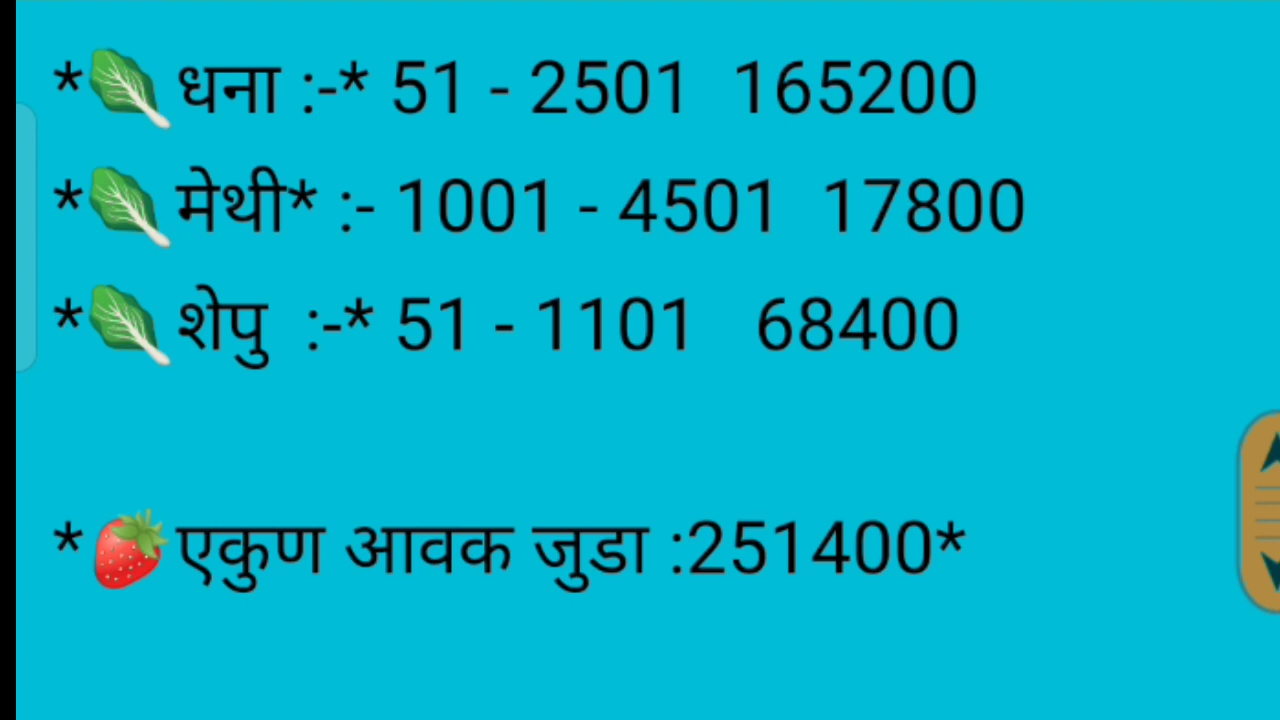 *🥬 धना :-* 51 - 2501 165200
*🥬 मेथी* :- 1001 - 4501 17800
*🥬 शेपु :-* 51 - 1101 68400
*🍓 एकुण आवक जुडा :251400*